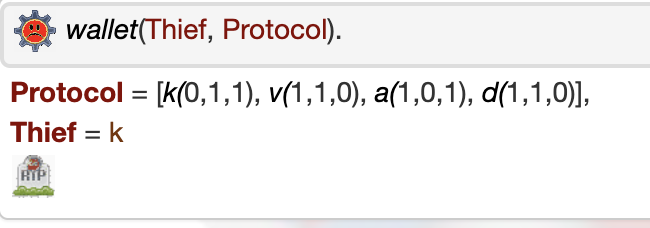 wallet(Thief, Protocol).
Protocol = [k(0,1,1), v(1,1,0), a(1,0,1), d(1,1,0)],
Thief = k
RIP